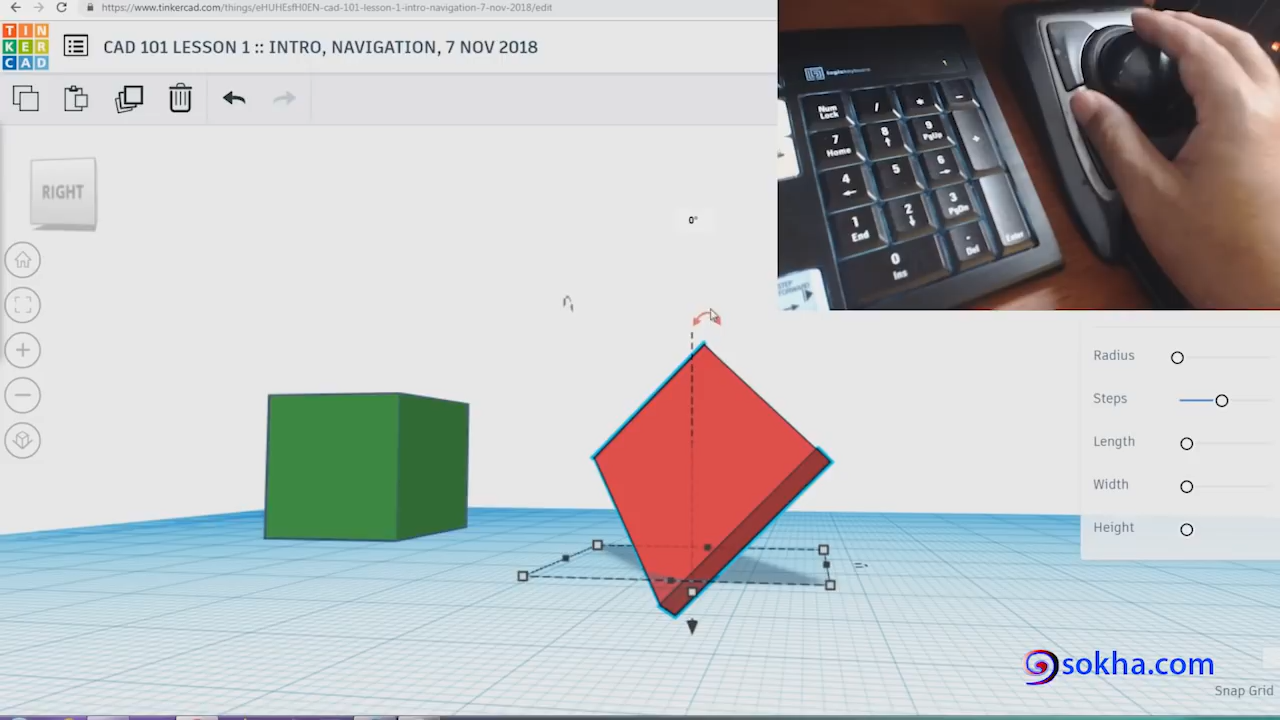 https://www.tinkercad.com/things/eHUHEsfH0EN-cad-101-lesson-1-intro-navigation-7-nov-2018/edit
TIN
KER
CAD
CAD 101 LESSON 1 :: INTRO, NAVIGATION, 7 NOV 2018
RIGHT
0°
Num Lock
/
*
-
7
Home
8
9
PgUp
+
4
5
6
1
End
2
3
PgDn
Enter
0
Ins
Del
STEP
FORWARD
Radius
Steps
Length
Width
Height
sokha.com
Snap Grid